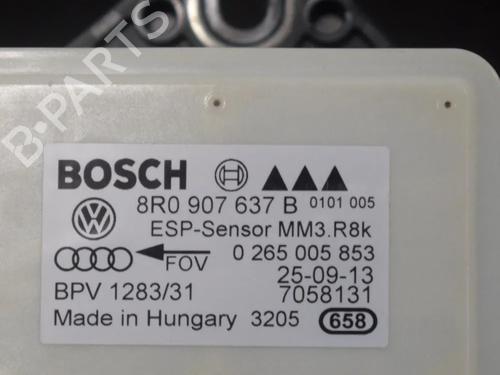 B-PARTS
BOSCH
8R0 907 637 B 0101 005
ESP-Sensor MM3.R8k
FOV 0 265 005 853
25-09-13
BPV 1283/31 7058131
Made in Hungary 3205 658